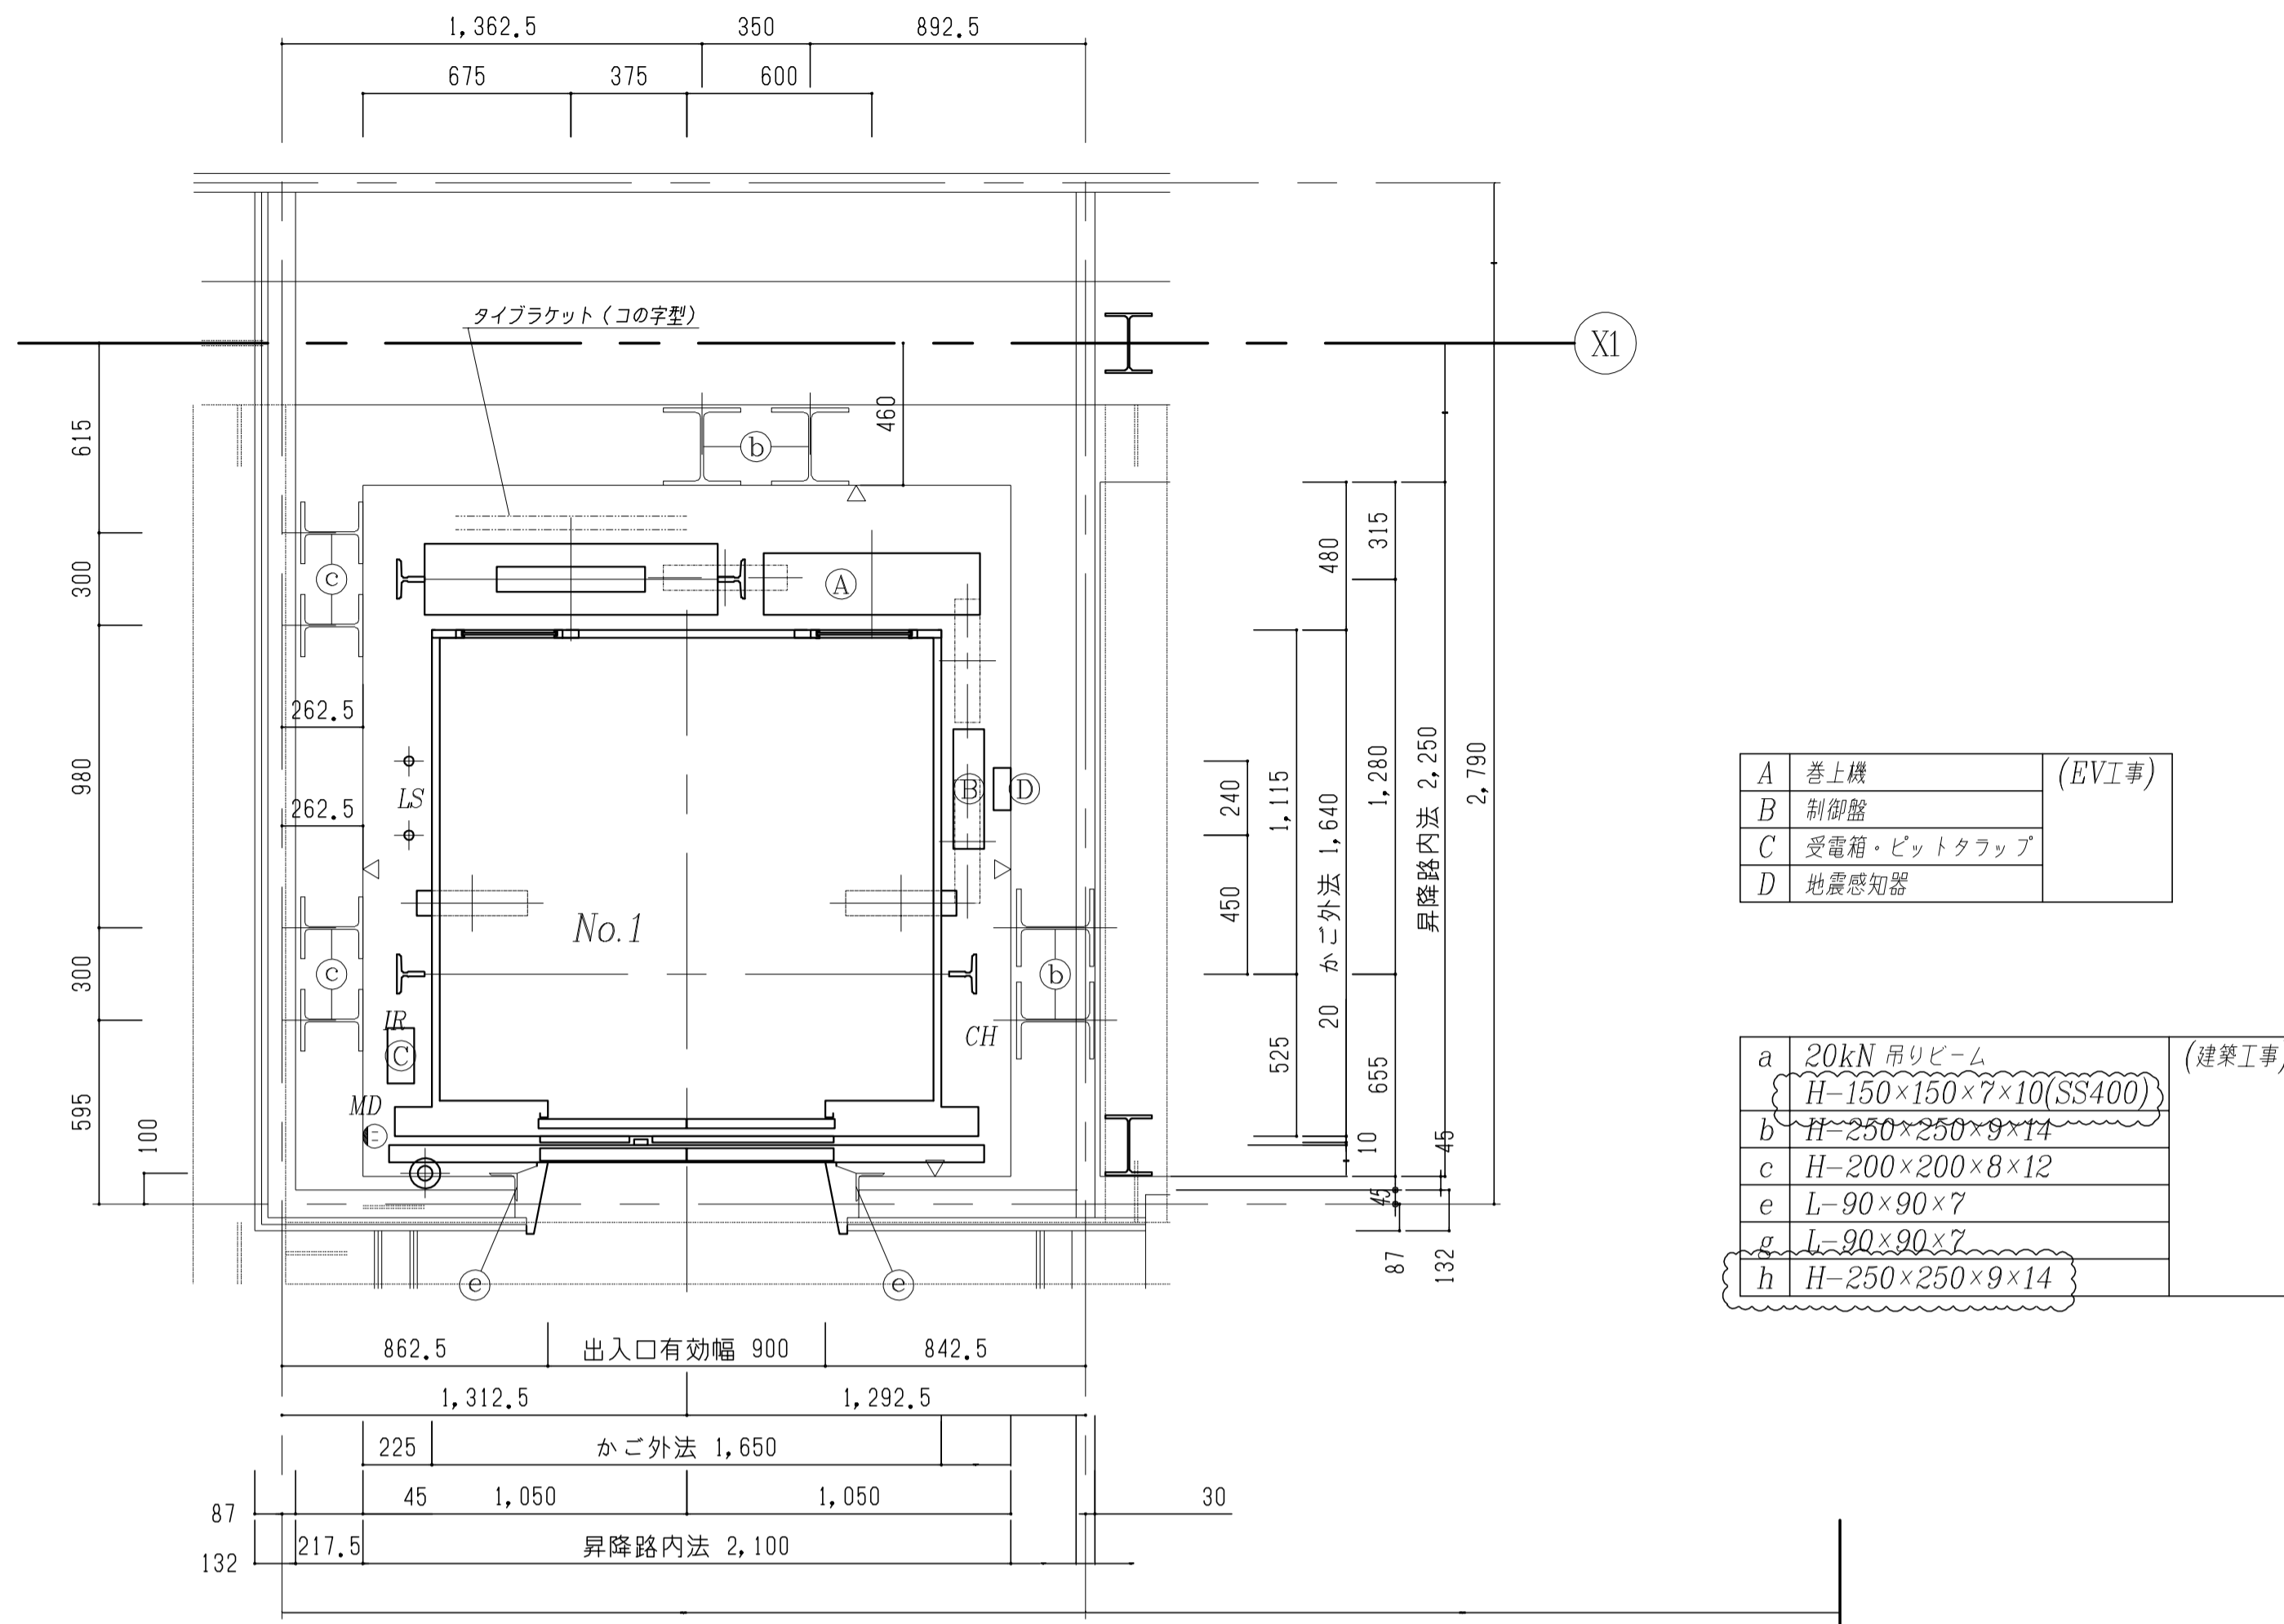 1,362.5 350 892.5
675 375 600
タイブラケット（コの字型）
X1
615
460
b
480
315
300
c
A
262.5
980
262.5
LS
B
D
240
1,115
かご外法 1,640
1,280
昇降路内法 2,250
2,790
450
No.1
300
c
b
20
IR
C
CH
525
655
MD
E
595
100
10
45
45
87
132
e
e
862.5 出入口有効幅 900 842.5
1,312.5 1,292.5
225 かご外法 1,650
87 45 1,050 1,050 30
132 217.5 昇降路内法 2,100
A 巻上機 (EV工事)
B 制御盤
C 受電箱・ピットタラップ
D 地震感知器
a 20kN 吊りビーム (建築工事)
H-150×150×7×10(SS400)
b H-250×250×9×14
c H-200×200×8×12
e L-90×90×7
g L-90×90×7
h H-250×250×9×14